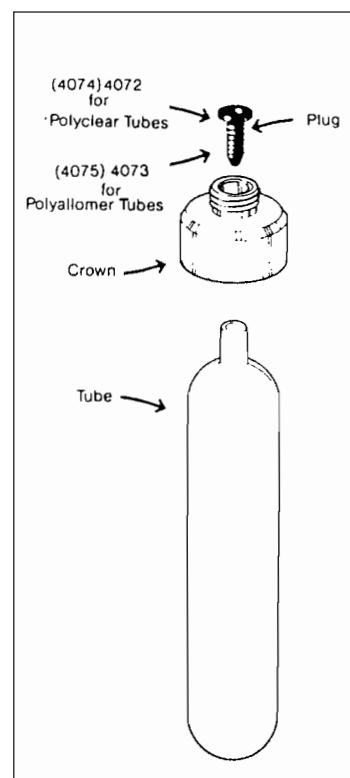 (4074) 4072
for
Polyclear Tubes
Plug
(4075) 4073
for
Polyallomer Tubes
Crown
Tube